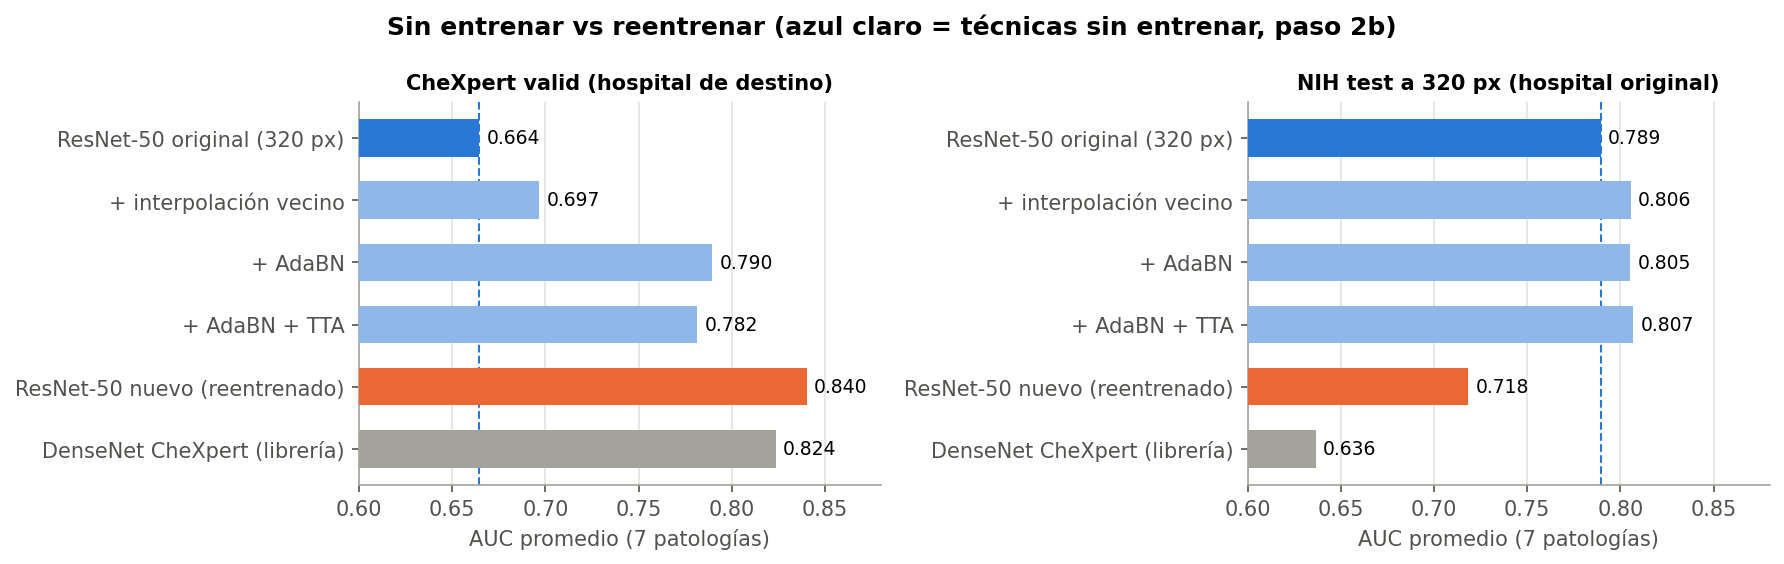 Sin entrenar vs reentrenar (azul claro = técnicas sin entrenar, paso 2b)
CheXpert valid (hospital de destino)
ResNet-50 original (320 px)
0.664
+ interpolación vecino
0.697
+ AdaBN
0.790
+ AdaBN + TTA
0.782
ResNet-50 nuevo (reentrenado)
0.840
DenseNet CheXpert (librería)
0.824
0.60 0.65 0.70 0.75 0.80 0.85
AUC promedio (7 patologías)
NIH test a 320 px (hospital original)
ResNet-50 original (320 px)
0.789
+ interpolación vecino
0.806
+ AdaBN
0.805
+ AdaBN + TTA
0.807
ResNet-50 nuevo (reentrenado)
0.718
DenseNet CheXpert (librería)
0.636
0.60 0.65 0.70 0.75 0.80 0.85
AUC promedio (7 patologías)